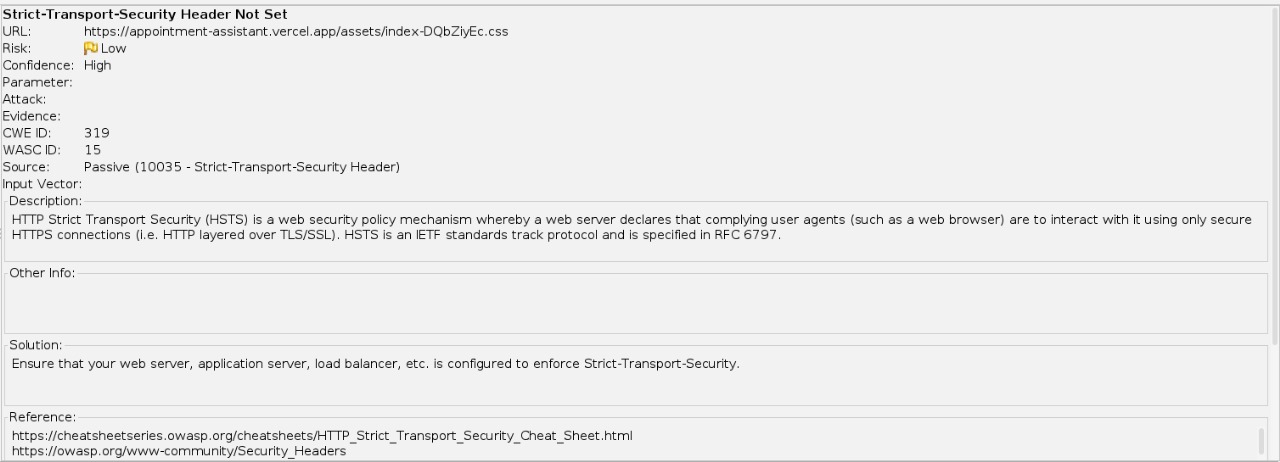 Strict-Transport-Security Header Not Set
URL: https://appointment-assistant.vercel.app/assets/index-DQbZiyEc.css
Risk: Low
Confidence: High
Parameter:
Attack:
Evidence:
CWE ID: 319
WASC ID: 15
Source: Passive (10035 - Strict-Transport-Security Header)
Input Vector:
Description:
HTTP Strict Transport Security (HSTS) is a web security policy mechanism whereby a web server declares that complying user agents (such as a web browser) are to interact with it using only secure
HTTPS connections (i.e. HTTP layered over TLS/SSL). HSTS is an IETF standards track protocol and is specified in RFC 6797.
Other Info:
Solution:
Ensure that your web server, application server, load balancer, etc. is configured to enforce Strict-Transport-Security.
Reference:
https://cheatsheetseries.owasp.org/cheatsheets/HTTP_Strict_Transport_Security_Cheat_Sheet.html
https://owasp.org/www-community/Security_Headers